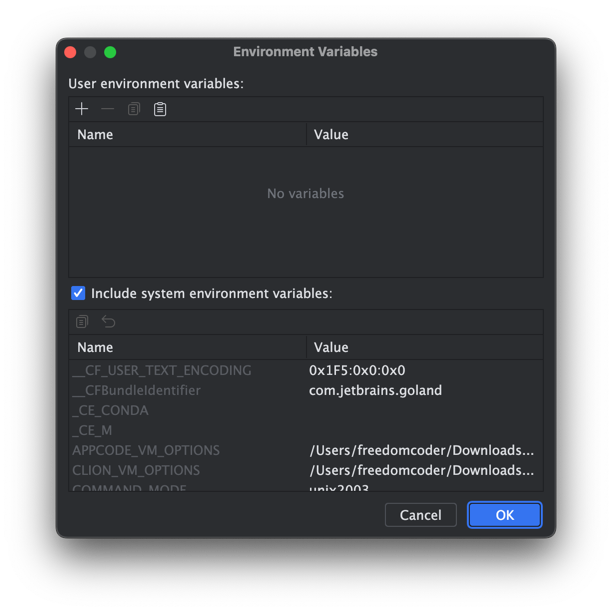 Environment Variables
User environment variables:
Name Value
No variables
Include system environment variables:
Name Value
__CF_USER_TEXT_ENCODING 0x1F5:0x0:0x0
__CFBundleIdentifier com.jetbrains.goland
_CE_CONDA
_CE_M
APPCODE_VM_OPTIONS /Users/freedomcoder/Downloads...
CLION_VM_OPTIONS /Users/freedomcoder/Downloads...
COMMAND_MODE unix2003
Cancel OK